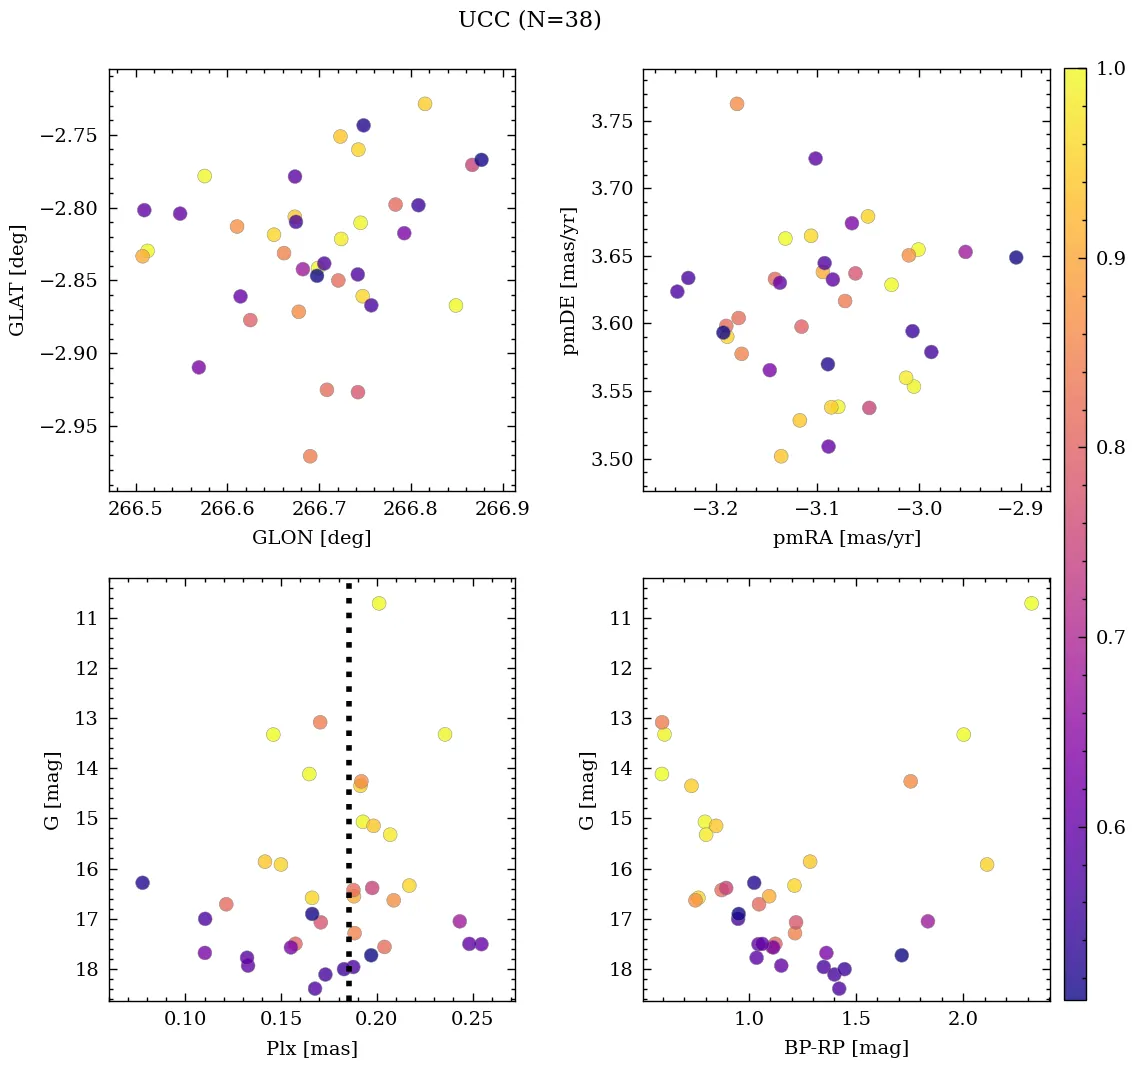 UCC (N=38)
−2.75
−2.80
−2.85
−2.90
−2.95
GLAT [deg]
266.5 266.6 266.7 266.8 266.9
GLON [deg]
3.75
3.70
3.65
3.60
3.55
3.50
pmDE [mas/yr]
−3.2 −3.1 −3.0 −2.9
pmRA [mas/yr]
11
12
13
14
15
16
17
18
G [mag]
0.10 0.15 0.20 0.25
Plx [mas]
11
12
13
14
15
16
17
18
G [mag]
1.0 1.5 2.0
BP-RP [mag]
1.0
0.9
0.8
0.7
0.6